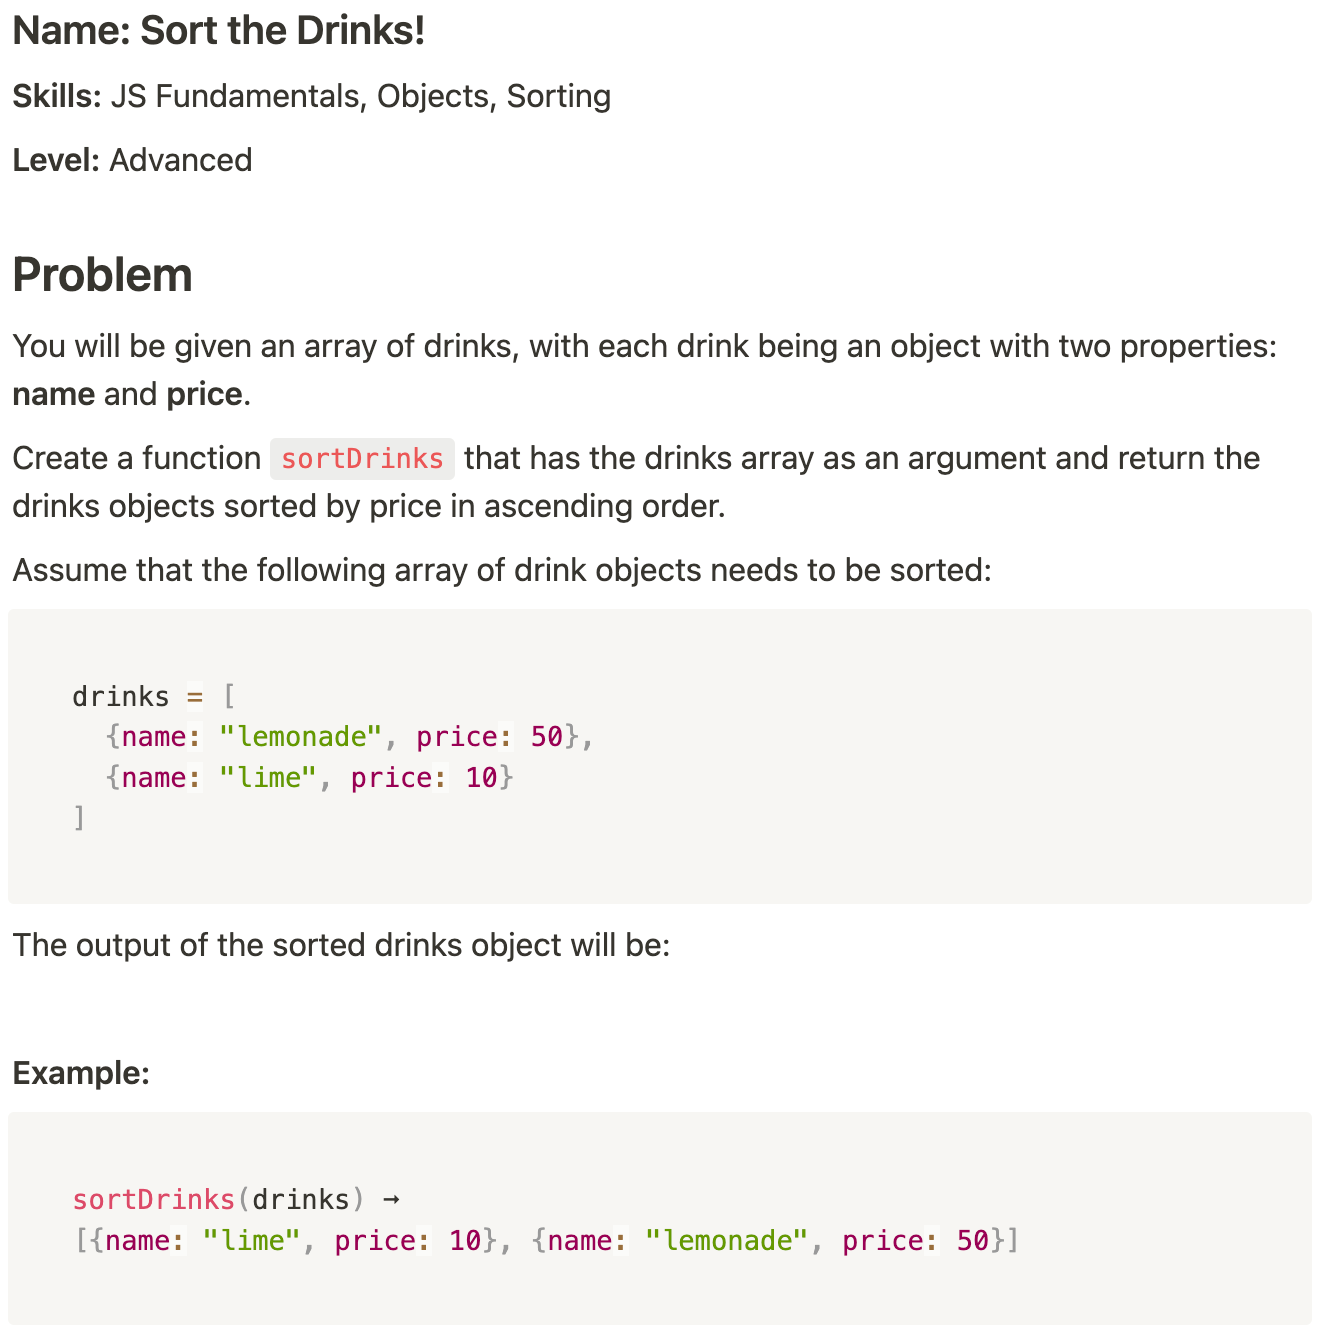 Name: Sort the Drinks!
Skills: JS Fundamentals, Objects, Sorting
Level: Advanced
Problem
You will be given an array of drinks, with each drink being an object with two properties:
name and price.
Create a function sortDrinks that has the drinks array as an argument and return the
drinks objects sorted by price in ascending order.
Assume that the following array of drink objects needs to be sorted:
drinks = [
  {name: "lemonade", price: 50},
  {name: "lime", price: 10}
]
The output of the sorted drinks object will be:
Example:
sortDrinks(drinks) →
[{name: "lime", price: 10}, {name: "lemonade", price: 50}]